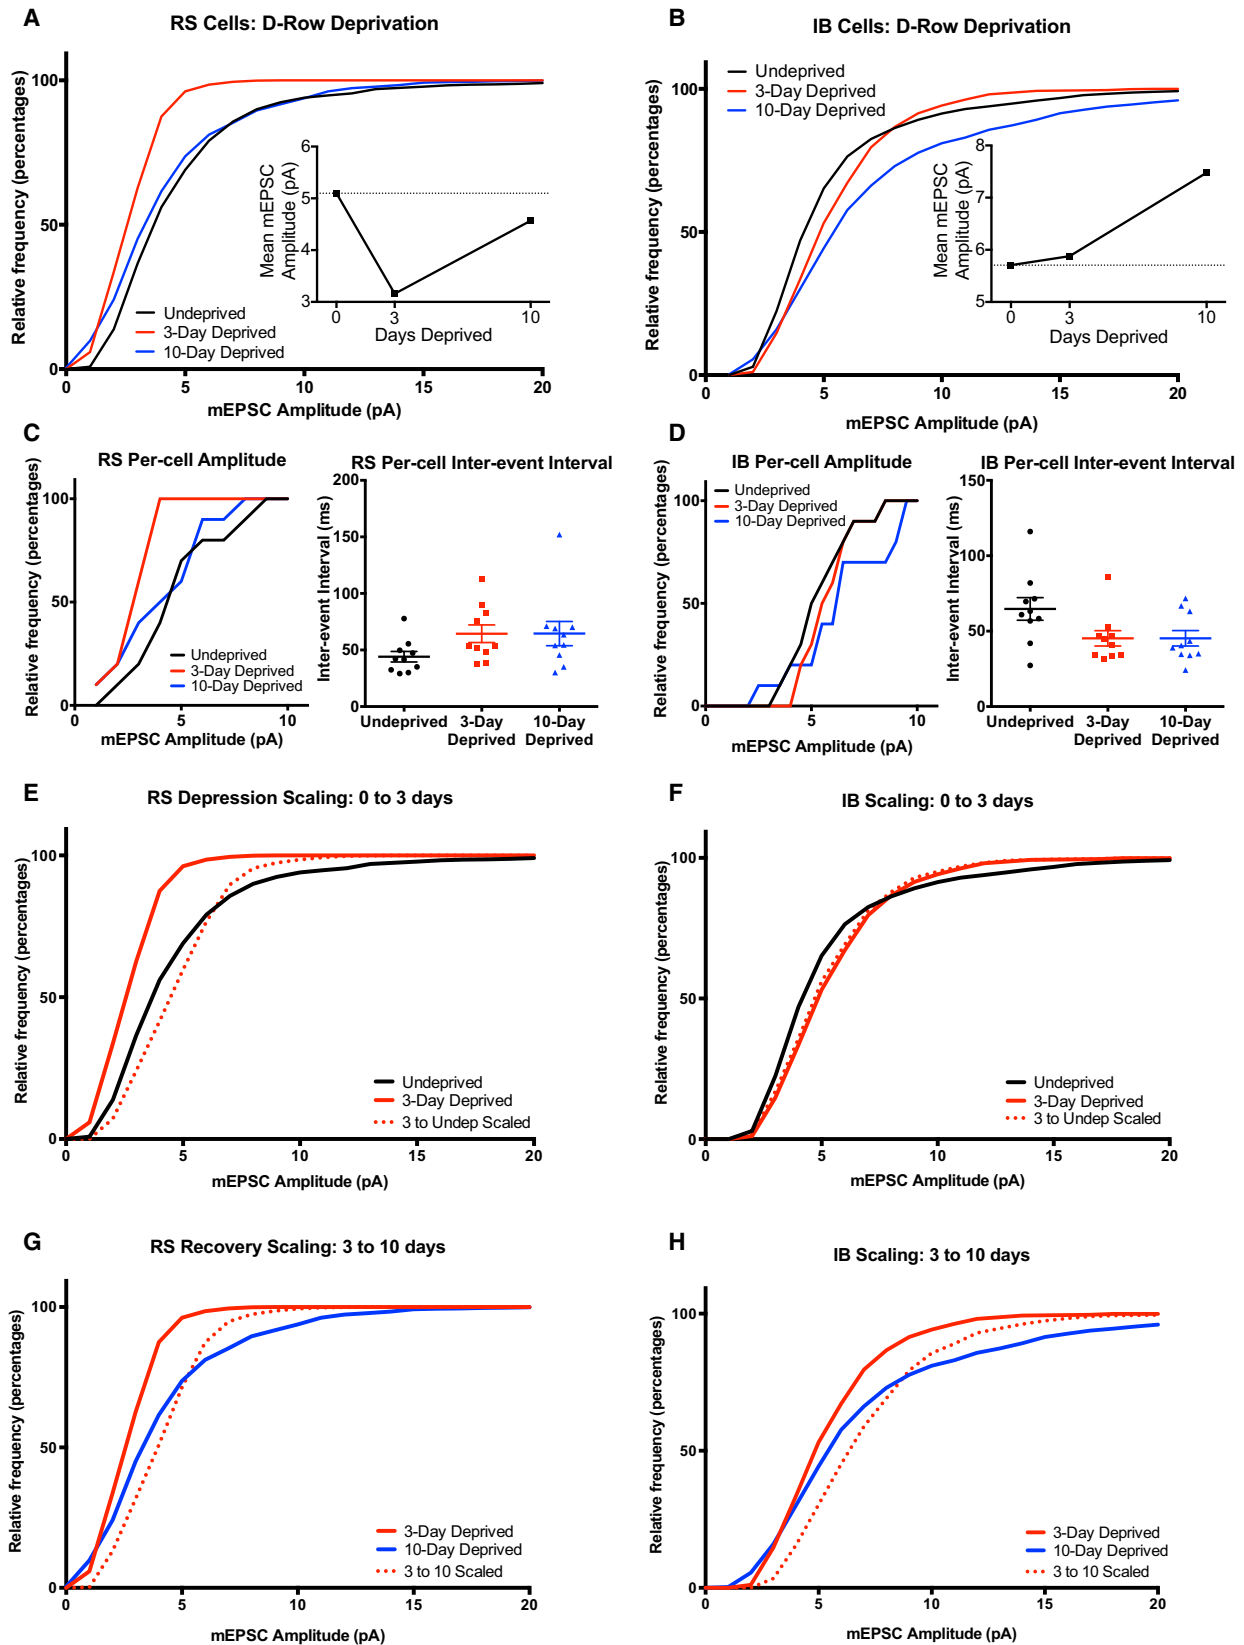 A
RS Cells: D-Row Deprivation
Relative frequency (percentages)
100
50
0
0
5
10
15
20
mEPSC Amplitude (pA)
Undeprived
3-Day Deprived
10-Day Deprived
Mean mEPSC
Amplitude (pA)
6
5
4
3
0
3
10
Days Deprived
B
IB Cells: D-Row Deprivation
Relative frequency (percentages)
100
50
0
0
5
10
15
20
mEPSC Amplitude (pA)
Undeprived
3-Day Deprived
10-Day Deprived
Mean mEPSC
Amplitude (pA)
8
7
6
5
0
3
10
Days Deprived
C
RS Per-cell Amplitude
Relative frequency (percentages)
100
50
0
0
5
10
mEPSC Amplitude (pA)
Undeprived
3-Day Deprived
10-Day Deprived
RS Per-cell Inter-event Interval
Inter-event Interval (ms)
200
150
100
50
0
Undeprived
3-Day
Deprived
10-Day
Deprived
D
IB Per-cell Amplitude
Relative frequency (percentages)
100
50
0
0
5
10
mEPSC Amplitude (pA)
Undeprived
3-Day Deprived
10-Day Deprived
IB Per-cell Inter-event Interval
Inter-event Interval (ms)
150
100
50
0
Undeprived
3-Day
Deprived
10-Day
Deprived
E
RS Depression Scaling: 0 to 3 days
Relative frequency (percentages)
100
50
0
0
5
10
15
20
mEPSC Amplitude (pA)
Undeprived
3-Day Deprived
3 to Undep Scaled
F
IB Scaling: 0 to 3 days
Relative frequency (percentages)
100
50
0
0
5
10
15
20
mEPSC Amplitude (pA)
Undeprived
3-Day Deprived
3 to Undep Scaled
G
RS Recovery Scaling: 3 to 10 days
Relative frequency (percentages)
100
50
0
0
5
10
15
20
mEPSC Amplitude (pA)
3-Day Deprived
10-Day Deprived
3 to 10 Scaled
H
IB Scaling: 3 to 10 days
Relative frequency (percentages)
100
50
0
0
5
10
15
20
mEPSC Amplitude (pA)
3-Day Deprived
10-Day Deprived
3 to 10 Scaled